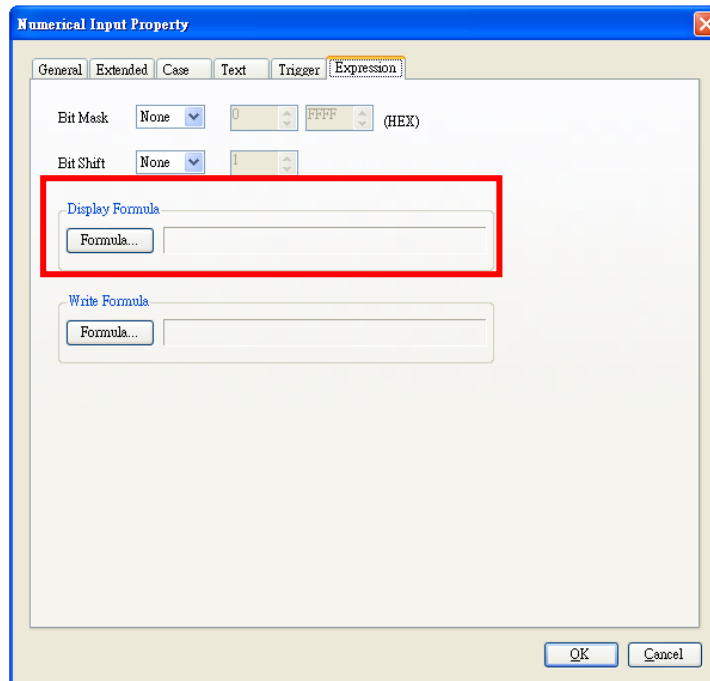 Numerical Input Property
General Extended Case Text Trigger Expression
Bit Mask None 0 FFFF (HEX)
Bit Shift None 1
Display Formula
Formula...
Write Formula
Formula...
OK Cancel